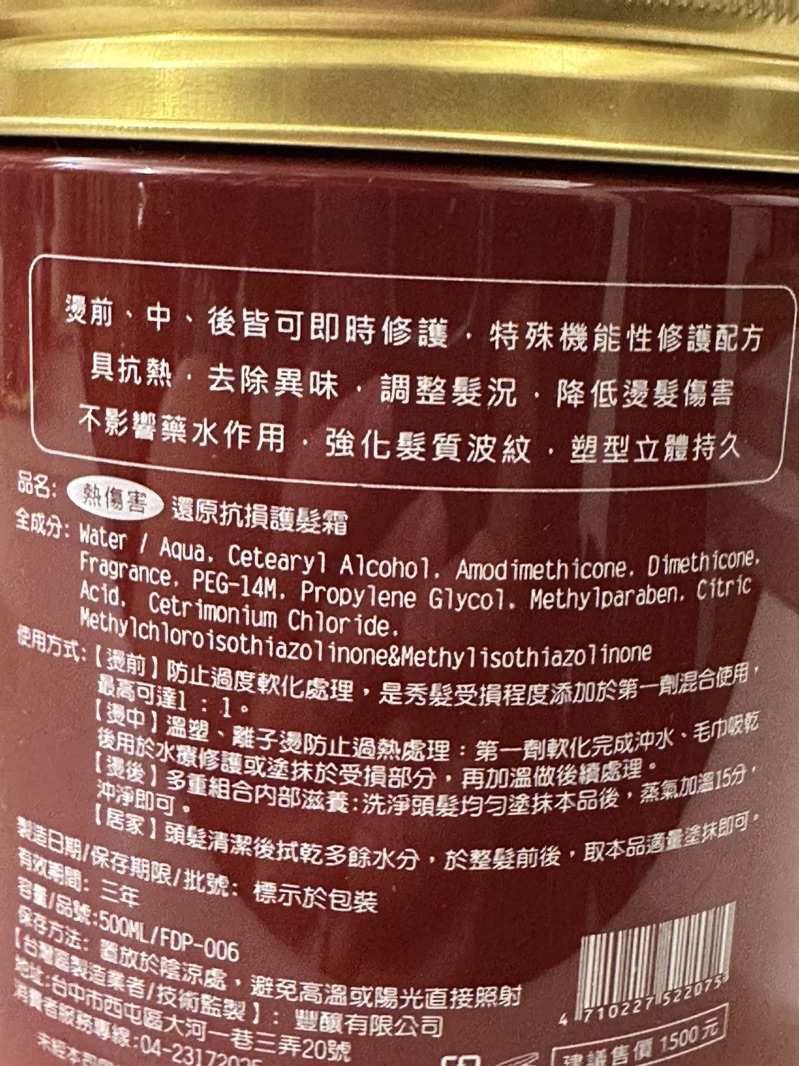 燙前、中、後皆可即時修護．特殊機能性修護配方
具抗熱．去除異味．調整髮況．降低燙髮傷害
不影響藥水作用．強化髮質波紋．塑型立體持久
品名: 熱傷害 還原抗損護髮霜
全成分: Water / Aqua. Cetearyl Alcohol. Amodimethicone. Dimethicone.
Fragrance. PEG-14M. Propylene Glycol. Methylparaben. Citric
Acid. Cetrimonium Chloride.
Methylchloroisothiazolinone&Methylisothiazolinone
使用方式:【燙前】防止過度軟化處理，是秀髮受損程度添加於第一劑混合使用，
最高可達1：1。
【燙中】溫塑、離子燙防止過熱處理：第一劑軟化完成沖水、毛巾吸乾
後用於水療修護或塗抹於受損部分，再加溫做後續處理。
【燙後】多重組合內部滋養:洗淨頭髮均勻塗抹本品後，蒸氣加溫15分，
沖淨即可。
【居家】頭髮清潔後拭乾多餘水分，於整髮前後，取本品適量塗抹即可。
製造日期/保存期限/批號: 標示於包裝
有效期間: 三年
容量/品號:500ML/FDP-006
保存方法: 置放於陰涼處，避免高溫或陽光直接照射
【台灣區製造業者/技術監製】: 豐釀有限公司
地址:台中市西屯區大河一巷三弄20號
消費者服務專線:04-2317
4 710227 522075
建議售價 1500元